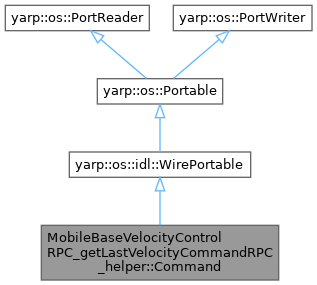 yarp::os::PortReader
yarp::os::PortWriter
yarp::os::Portable
yarp::os::idl::WirePortable
MobileBaseVelocityControl
RPC_getLastVelocityCommandRPC
_helper::Command